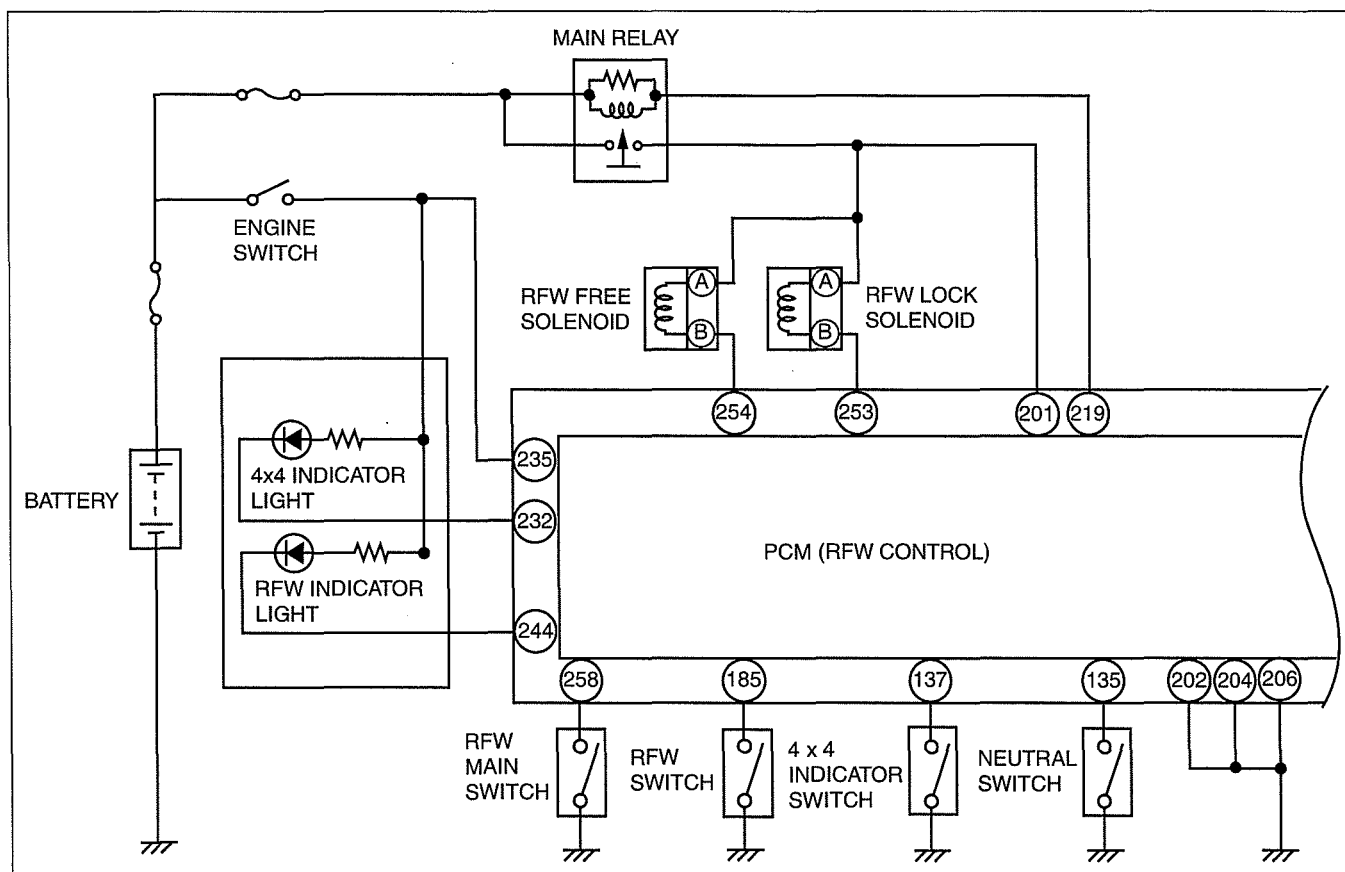 MAIN RELAY
ENGINE
SWITCH
RFW FREE
SOLENOID
A
B
A
B
RFW LOCK
SOLENOID
254
253
201
219
BATTERY
4x4 INDICATOR
LIGHT
RFW INDICATOR
LIGHT
235
232
244
PCM (RFW CONTROL)
258
185
137
135
202
204
206
RFW
MAIN
SWITCH
RFW
SWITCH
4 x 4
INDICATOR
SWITCH
NEUTRAL
SWITCH